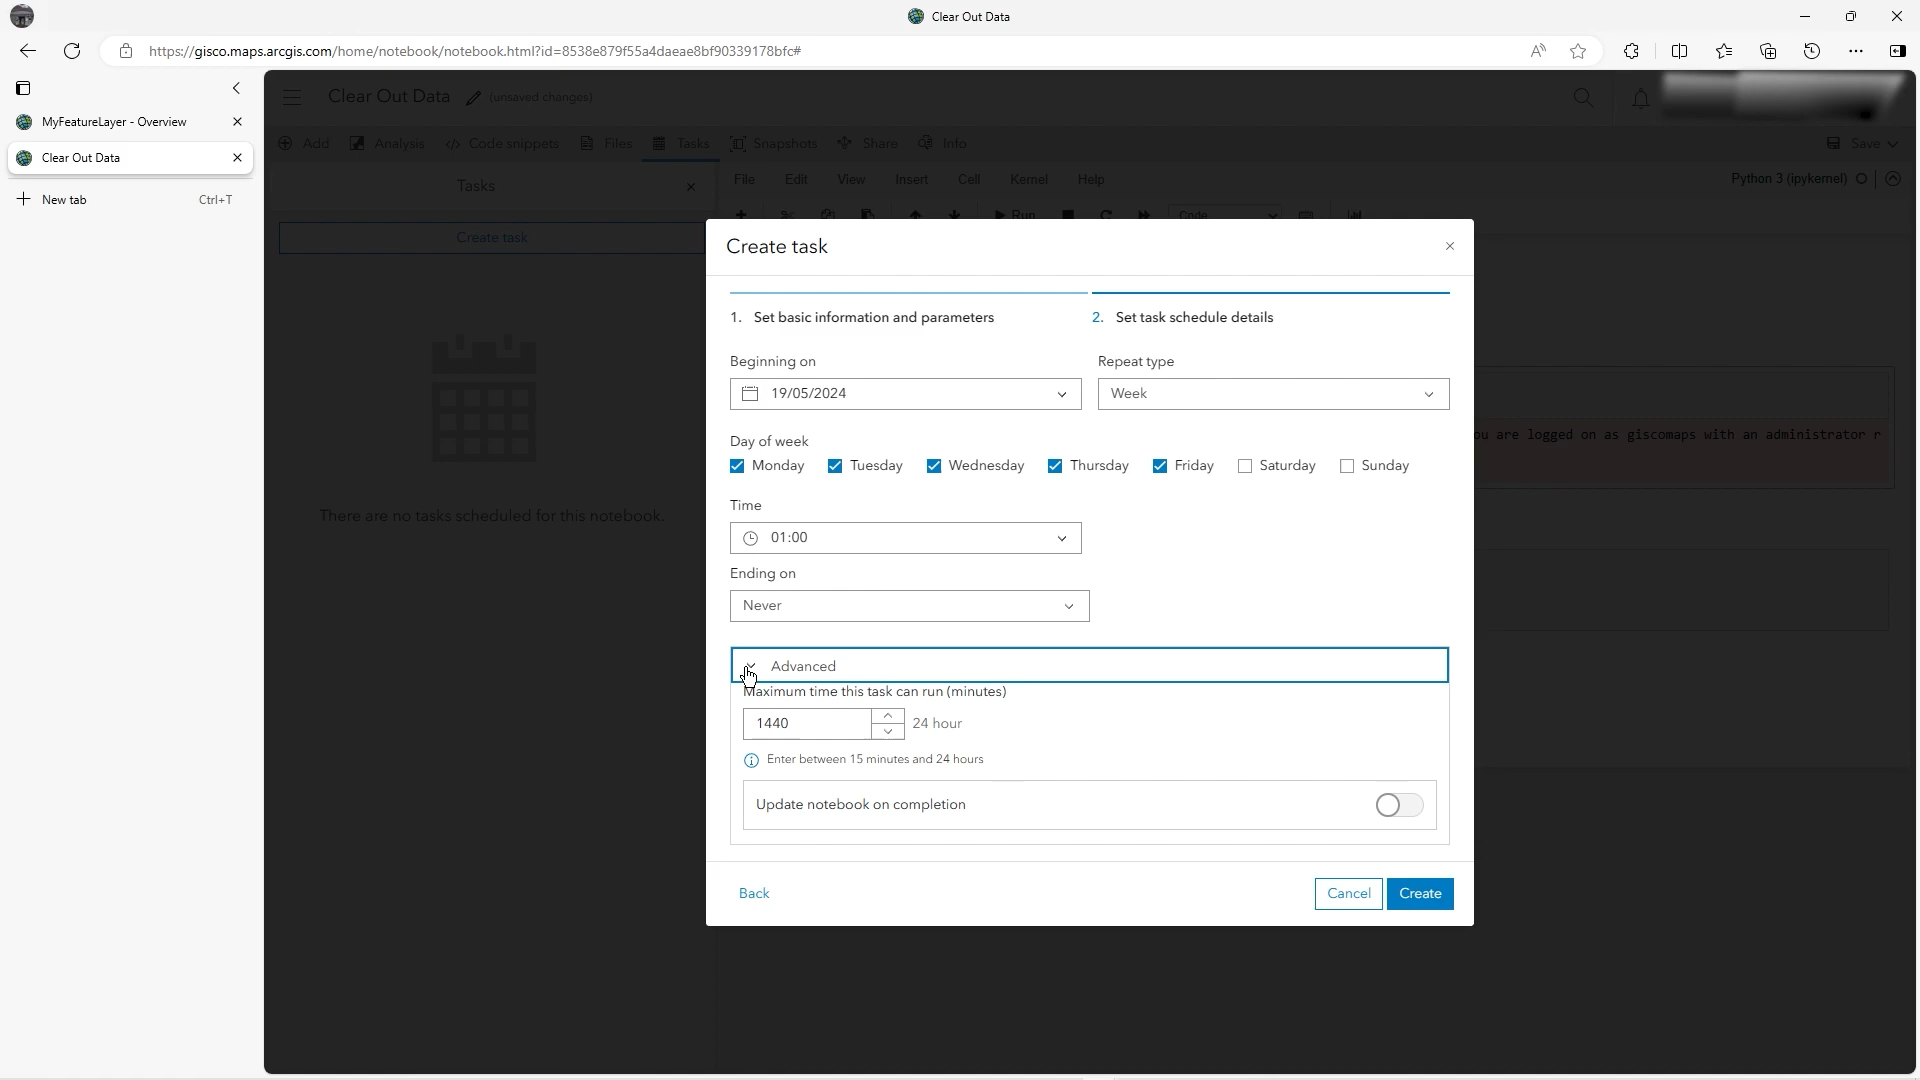 Clear Out Data
https://gisco.maps.arcgis.com/home/notebook/notebook.html?id=8538e879f55a4daeae8bf90339178bfc#
MyFeatureLayer - Overview
Clear Out Data
New tab Ctrl+T
Clear Out Data (unsaved changes)
Add Analysis Code snippets Files Tasks Snapshots Share Info Save
Tasks
File Edit View Insert Cell Kernel Help Python 3 (ipykernel)
Run Code
Create task
There are no tasks scheduled for this notebook.
ou are logged on as giscomaps with an administrator r
Create task
1. Set basic information and parameters
2. Set task schedule details
Beginning on
Repeat type
19/05/2024
Week
Day of week
Monday Tuesday Wednesday Thursday Friday Saturday Sunday
Time
01:00
Ending on
Never
Advanced
Maximum time this task can run (minutes)
1440 24 hour
Enter between 15 minutes and 24 hours
Update notebook on completion
Back Cancel Create